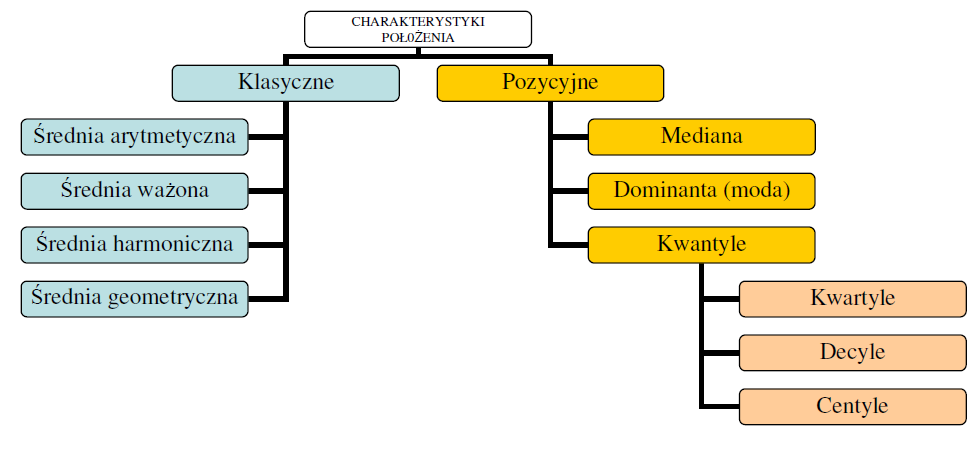 CHARAKTERYSTYKI
POŁ0ŻENIA
Klasyczne
Pozycyjne
Średnia arytmetyczna
Mediana
Średnia ważona
Dominanta (moda)
Średnia harmoniczna
Kwantyle
Średnia geometryczna
Kwartyle
Decyle
Centyle